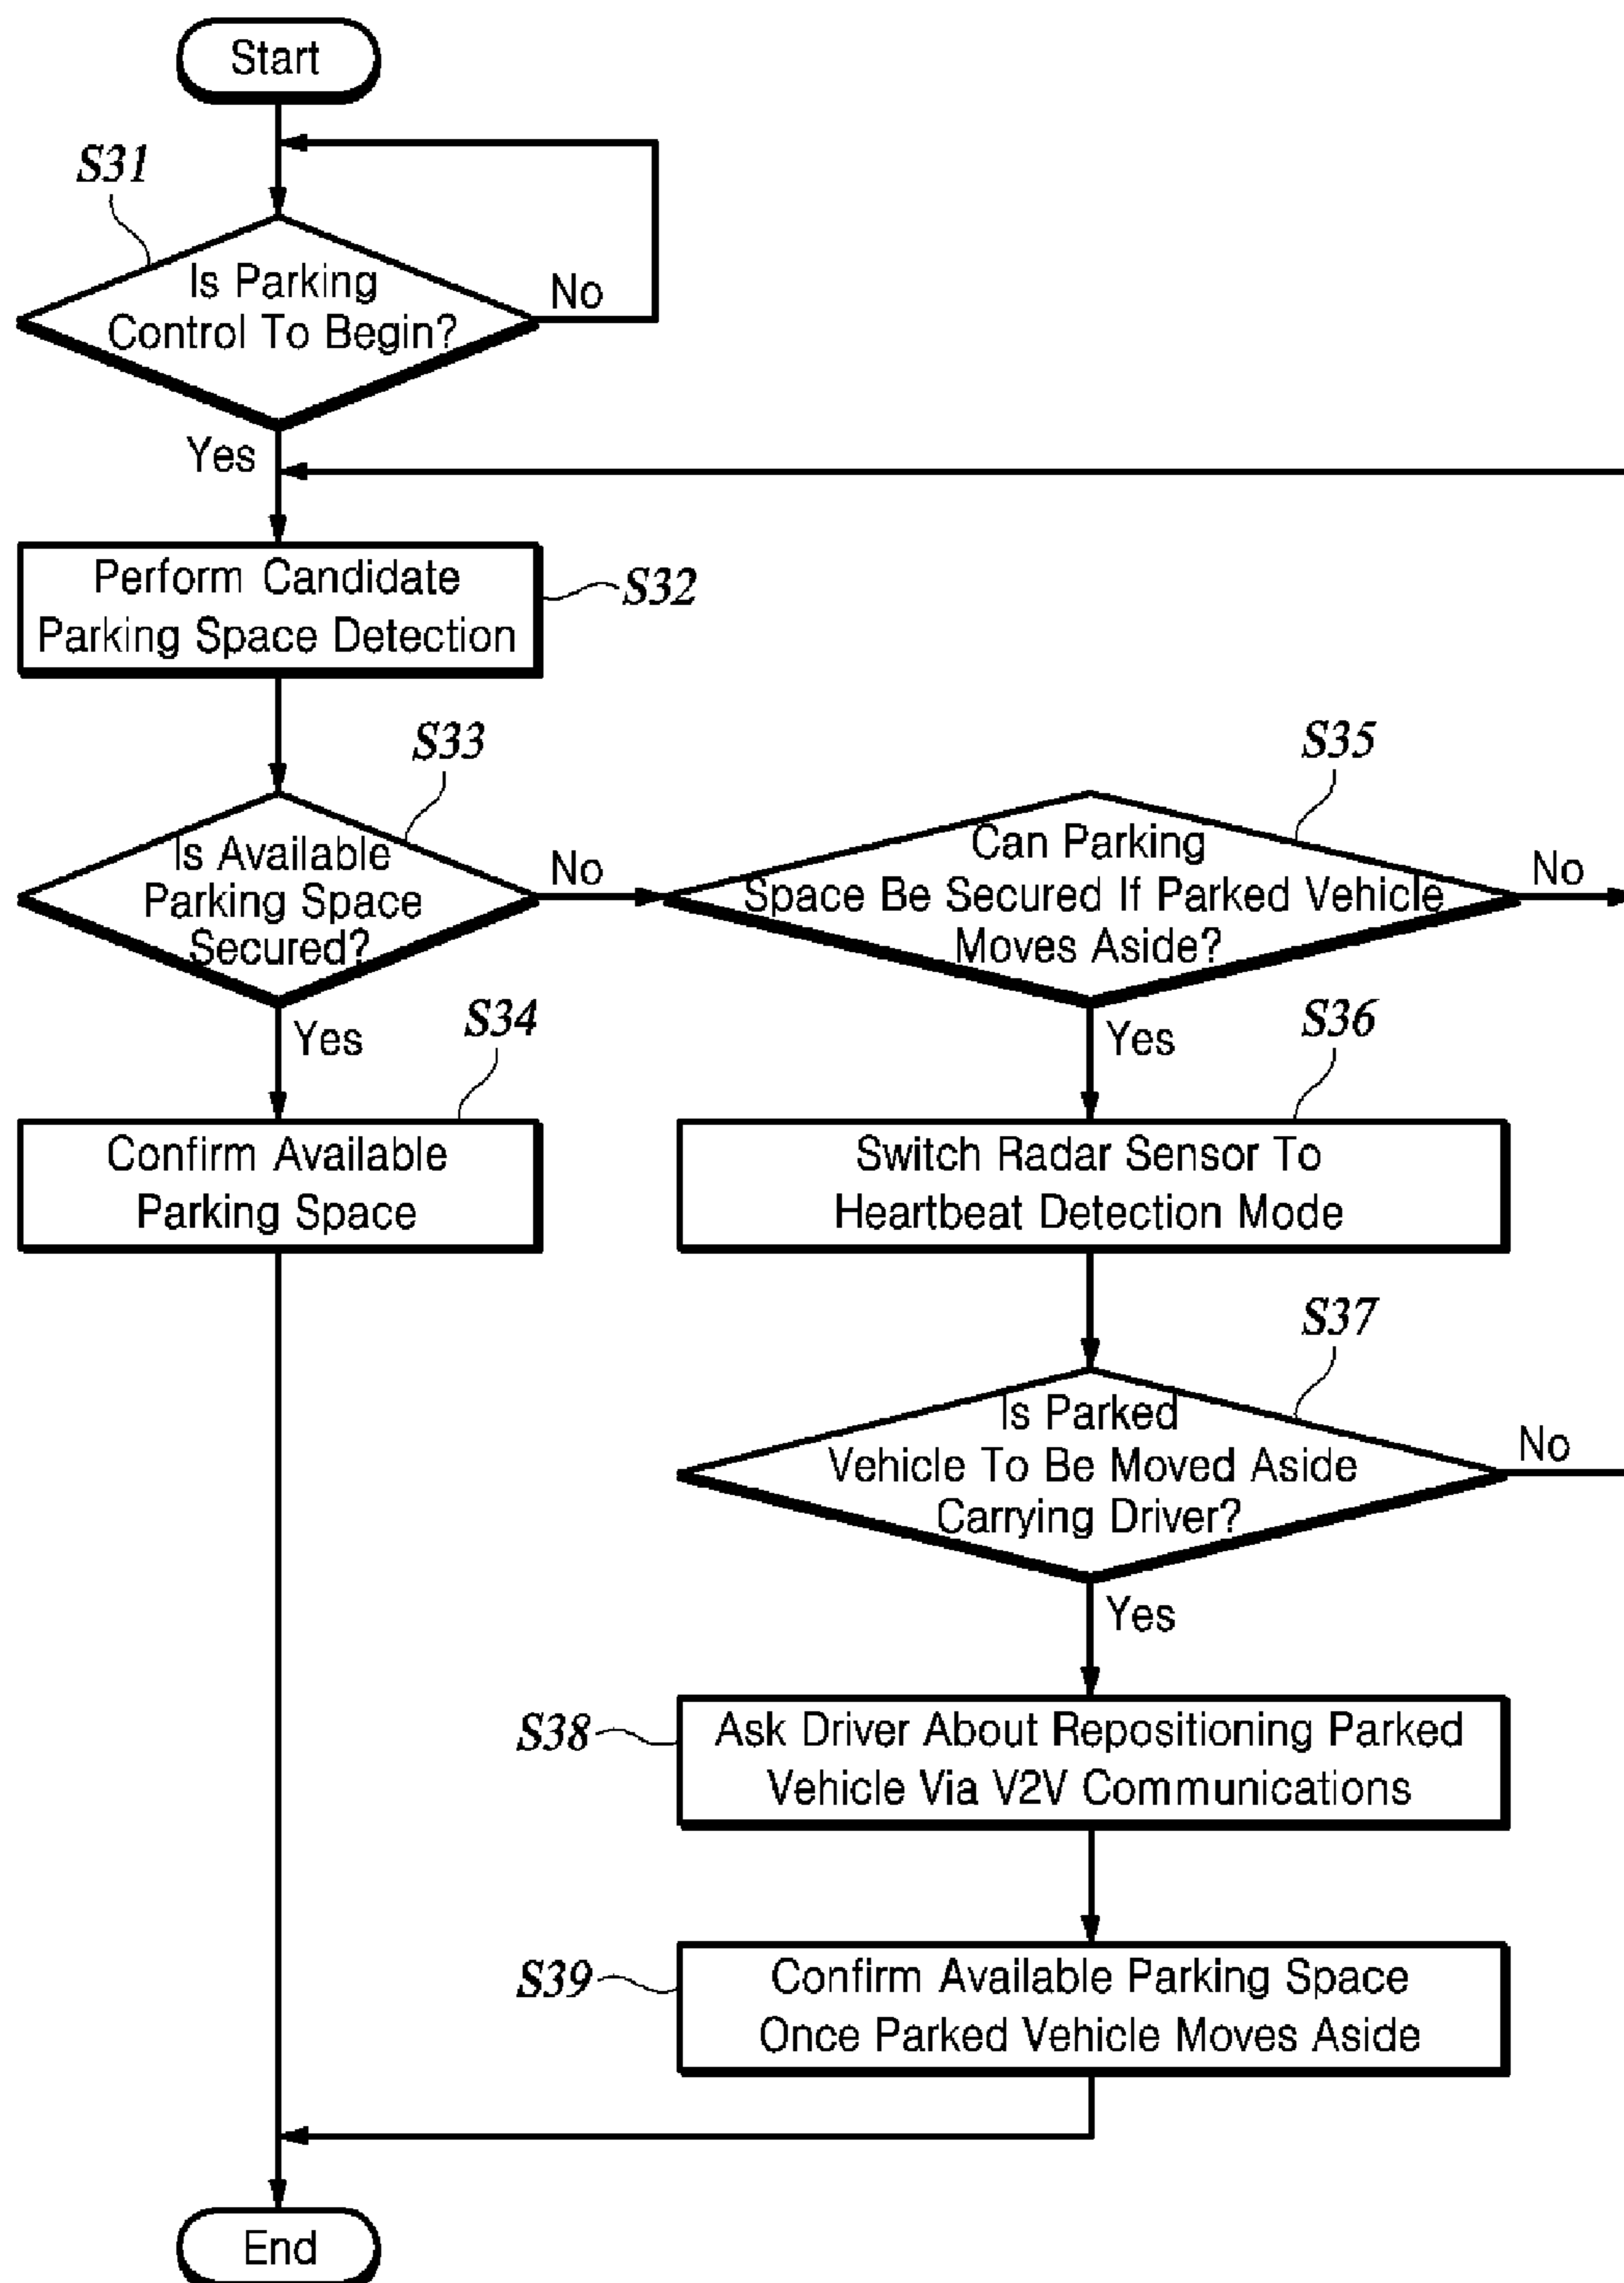 Start
S31
Is Parking
Control To Begin?
No
Yes
Perform Candidate
Parking Space Detection
S32
S33
Is Available
Parking Space
Secured?
No
Yes
S35
Can Parking
Space Be Secured If Parked Vehicle
Moves Aside?
No
Yes
S34
Confirm Available
Parking Space
S36
Switch Radar Sensor To
Heartbeat Detection Mode
S37
Is Parked
Vehicle To Be Moved Aside
Carrying Driver?
No
Yes
S38
Ask Driver About Repositioning Parked
Vehicle Via V2V Communications
S39
Confirm Available Parking Space
Once Parked Vehicle Moves Aside
End